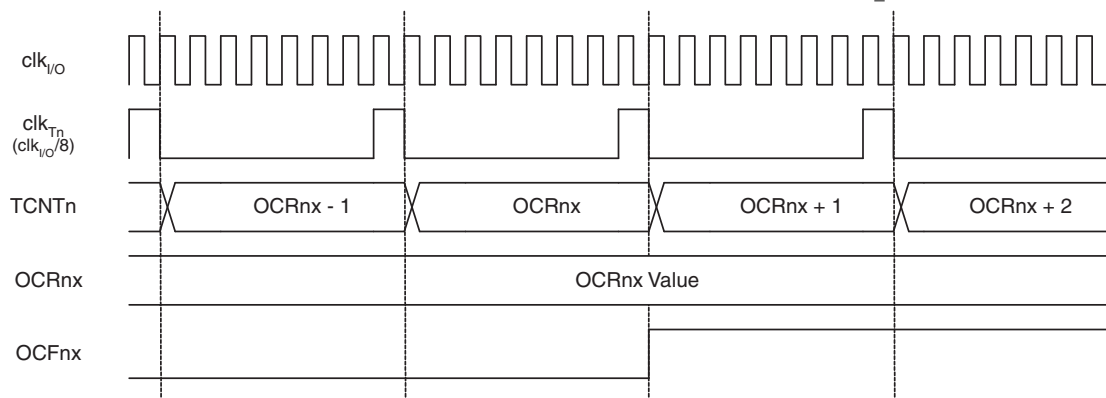 clkI/O
clkTn
(clkI/O/8)
TCNTn
OCRnx - 1
OCRnx
OCRnx + 1
OCRnx + 2
OCRnx
OCRnx Value
OCFnx